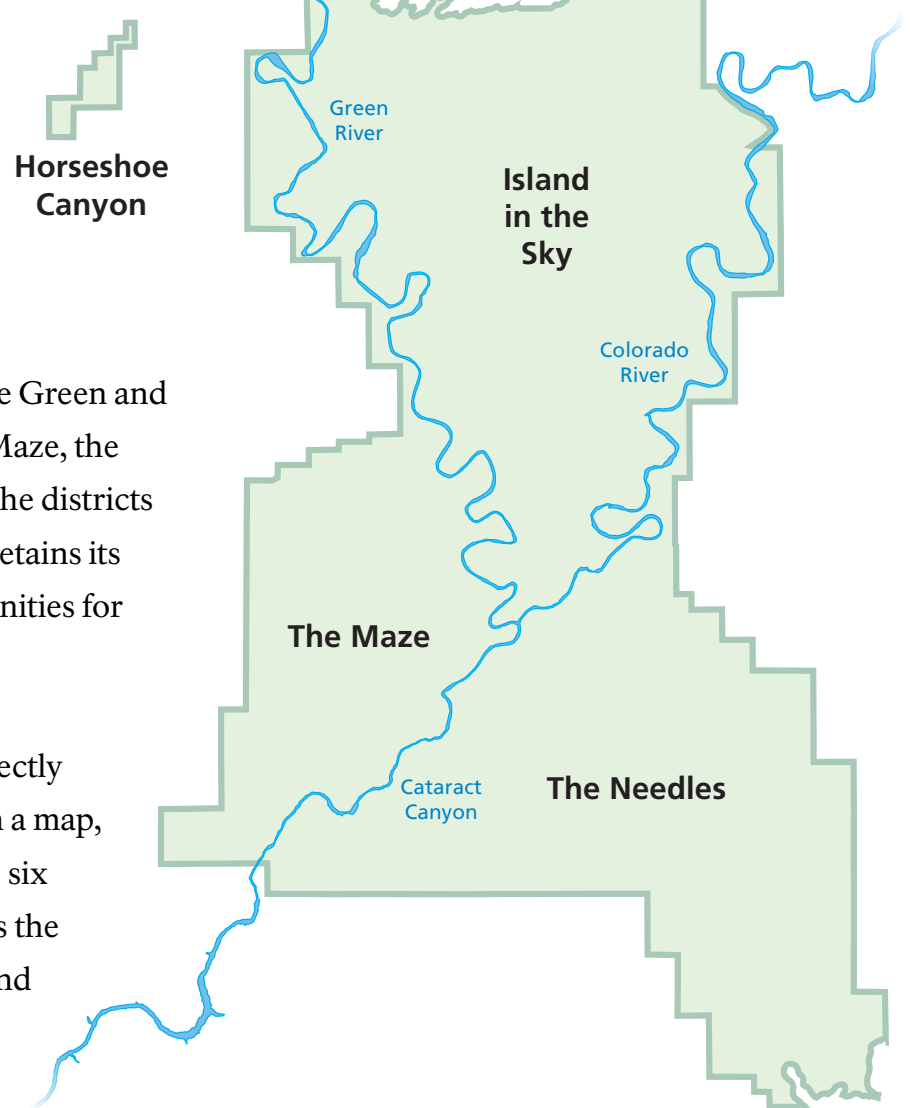 Green
River
Horseshoe
Canyon
Island
in the
Sky
Colorado
River
Green and
Maze, the
he districts
etains its
nities for
The Maze
ectly
a map,
six
the
nd
Cataract
Canyon
The Needles